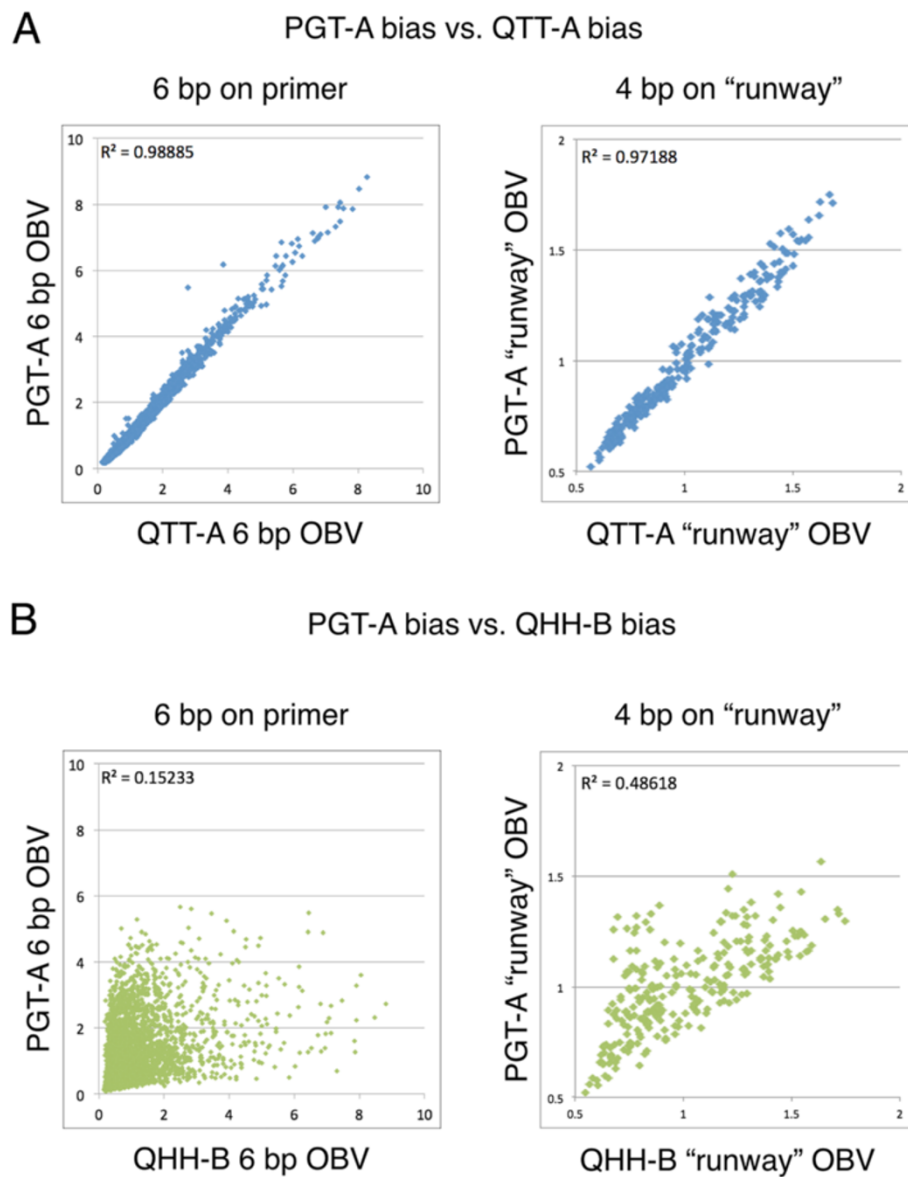 A
PGT-A bias vs. QTT-A bias
6 bp on primer
4 bp on “runway”
PGT-A 6 bp OBV
10
8
6
4
2
0
R² = 0.98885
0 2 4 6 8 10
QTT-A 6 bp OBV
PGT-A “runway” OBV
2
1.5
1
0.5
R² = 0.97188
0.5 1 1.5 2
QTT-A “runway” OBV
B
PGT-A bias vs. QHH-B bias
6 bp on primer
4 bp on “runway”
PGT-A 6 bp OBV
10
8
6
4
2
0
R² = 0.15233
0 2 4 6 8 10
QHH-B 6 bp OBV
PGT-A “runway” OBV
2
1.5
1
0.5
R² = 0.48618
0.5 1 1.5 2
QHH-B “runway” OBV